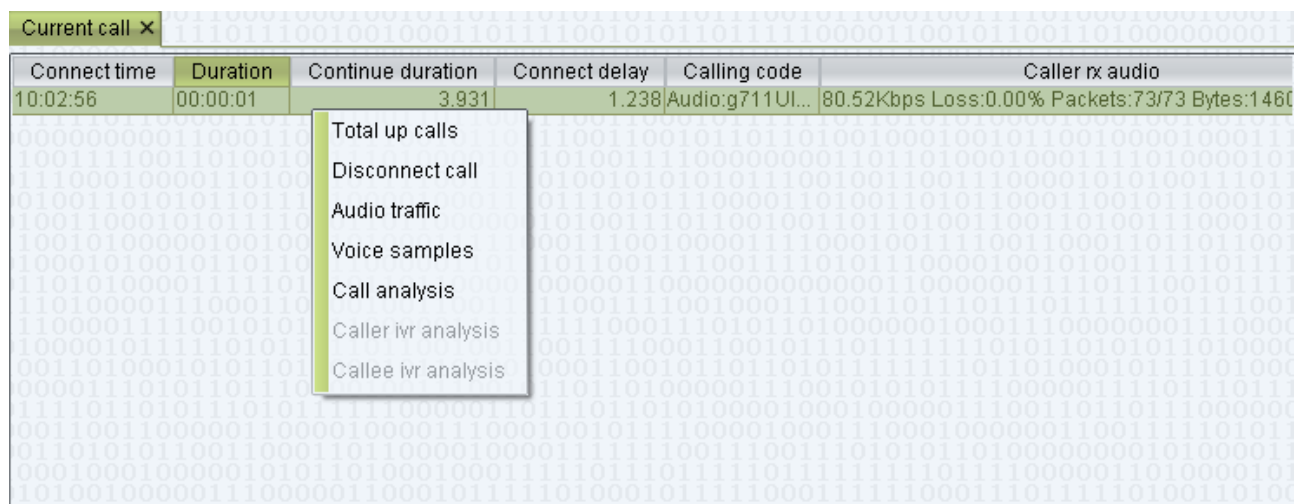 Current call ×
Connect time Duration Continue duration Connect delay Calling code Caller rx audio
10:02:56 00:00:01 3.931 1.238 Audio:g711Ul... 80.52Kbps Loss:0.00% Packets:73/73 Bytes:1460
Total up calls
Disconnect call
Audio traffic
Voice samples
Call analysis
Caller ivr analysis
Callee ivr analysis